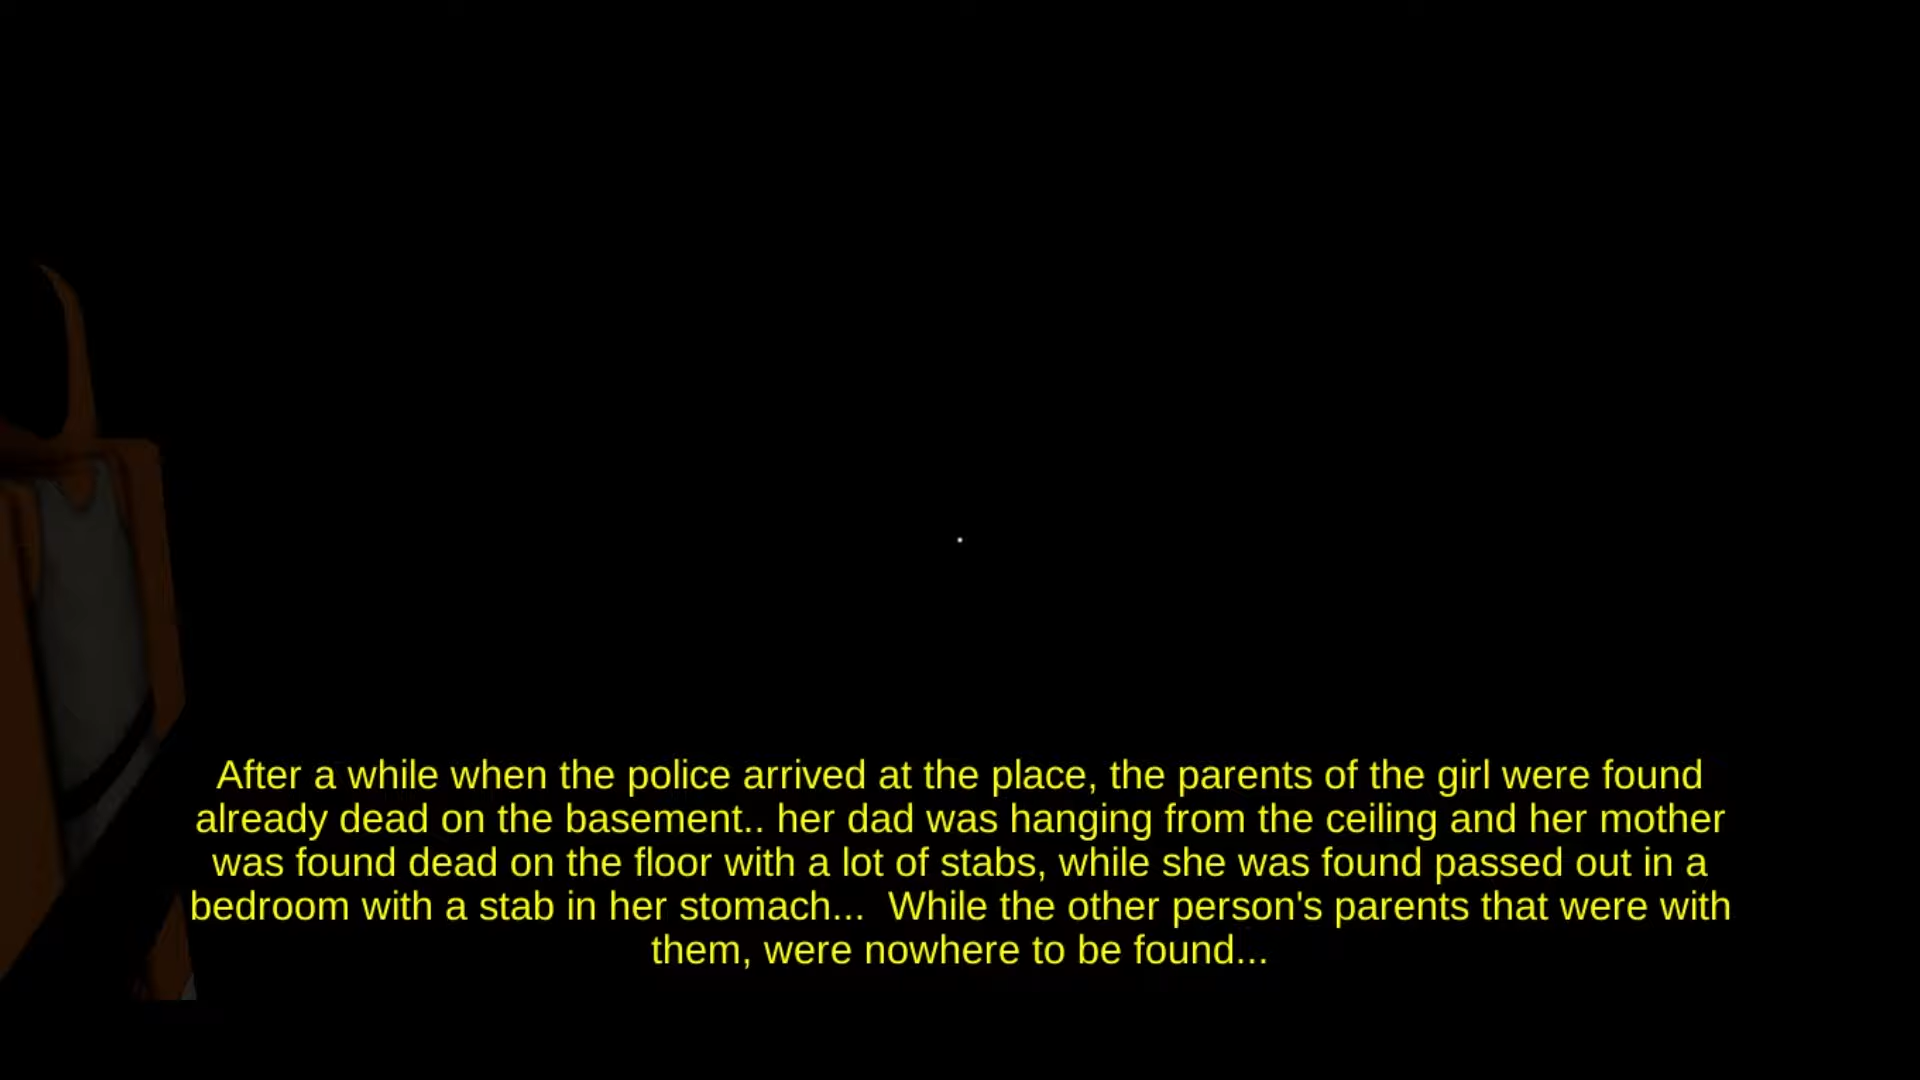 After a while when the police arrived at the place, the parents of the girl were found
already dead on the basement.. her dad was hanging from the ceiling and her mother
was found dead on the floor with a lot of stabs, while she was found passed out in a
bedroom with a stab in her stomach...  While the other person's parents that were with
them, were nowhere to be found...